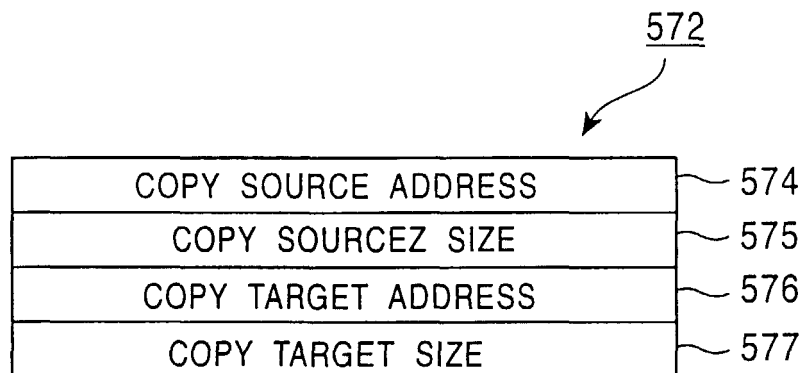 572
COPY SOURCE ADDRESS 574
COPY SOURCEZ SIZE 575
COPY TARGET ADDRESS 576
COPY TARGET SIZE 577